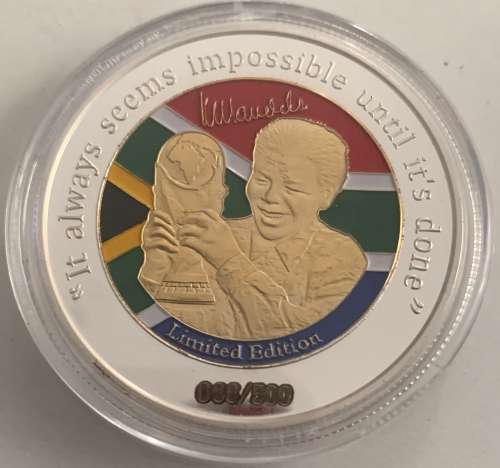 “It always seems impossible until it's done”
Limited Edition